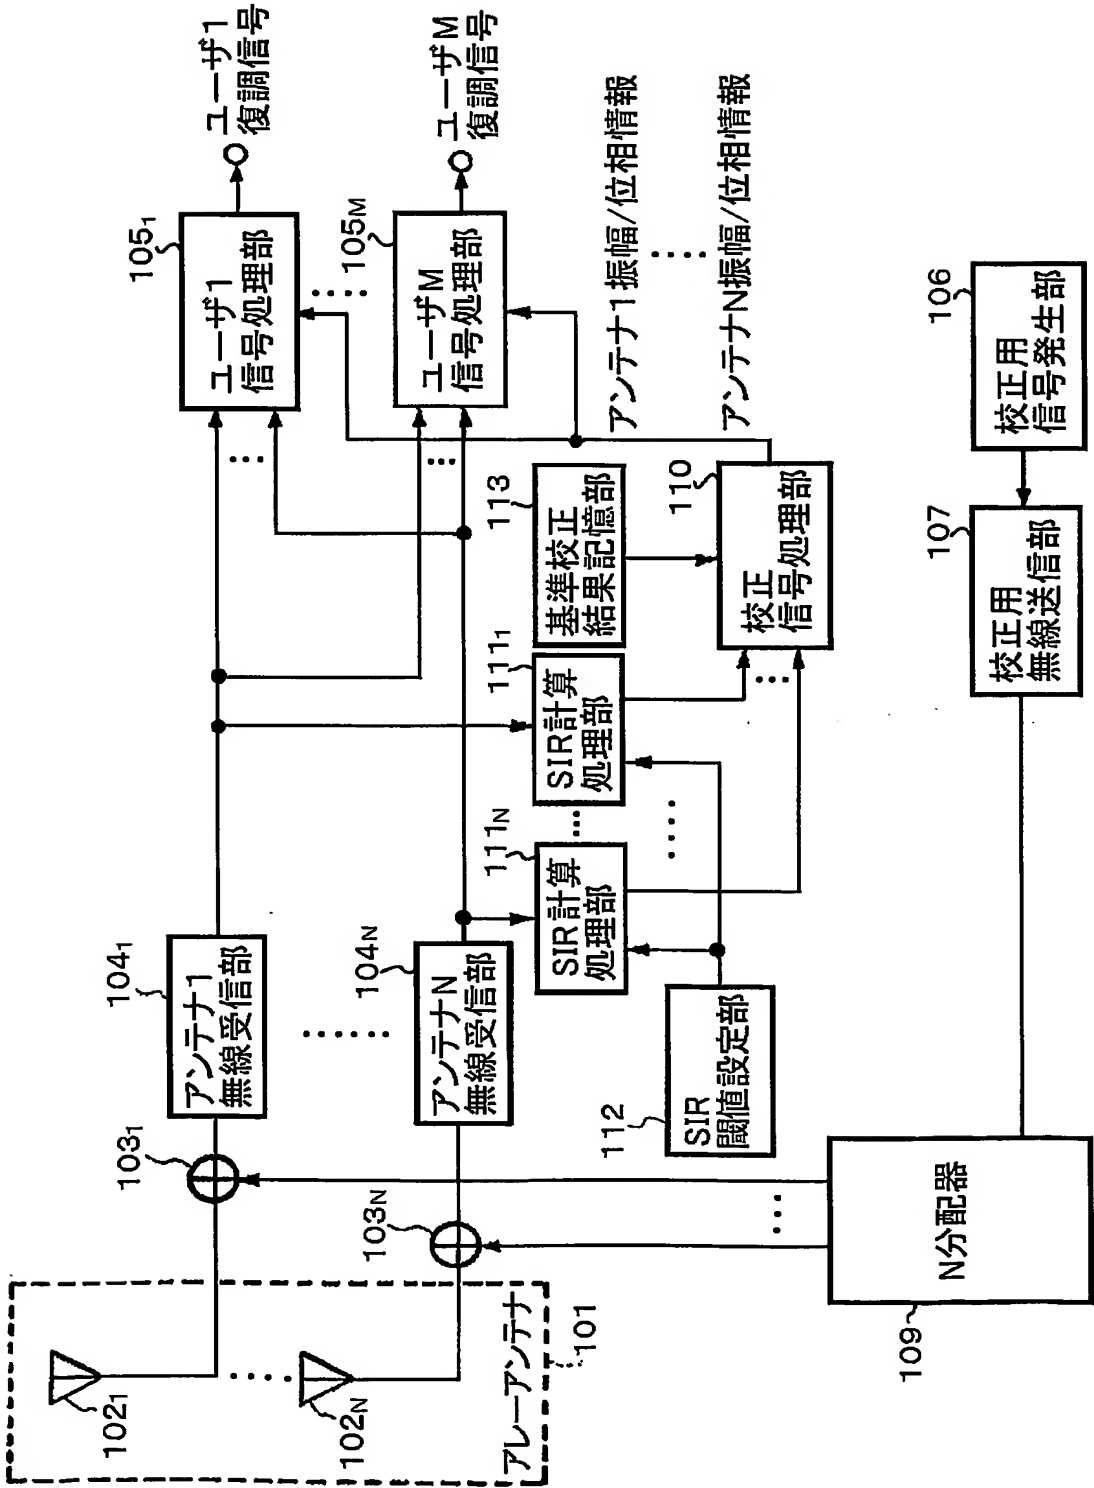 ユーザ1
復調信号
ユーザM
復調信号
105₁
ユーザ1
信号処理部
105M
ユーザM
信号処理部
アンテナ1振幅/位相情報
アンテナN振幅/位相情報
106
校正用
信号発生部
107
校正用
無線送信部
113
基準校正
結果記憶部
110
校正
信号処理部
111₁
SIR計算
処理部
111N
SIR計算
処理部
104₁
アンテナ1
無線受信部
104N
アンテナN
無線受信部
112
SIR
閾値設定部
103₁
103N
N分配器
109
102₁
102N
アレーアンテナ
101